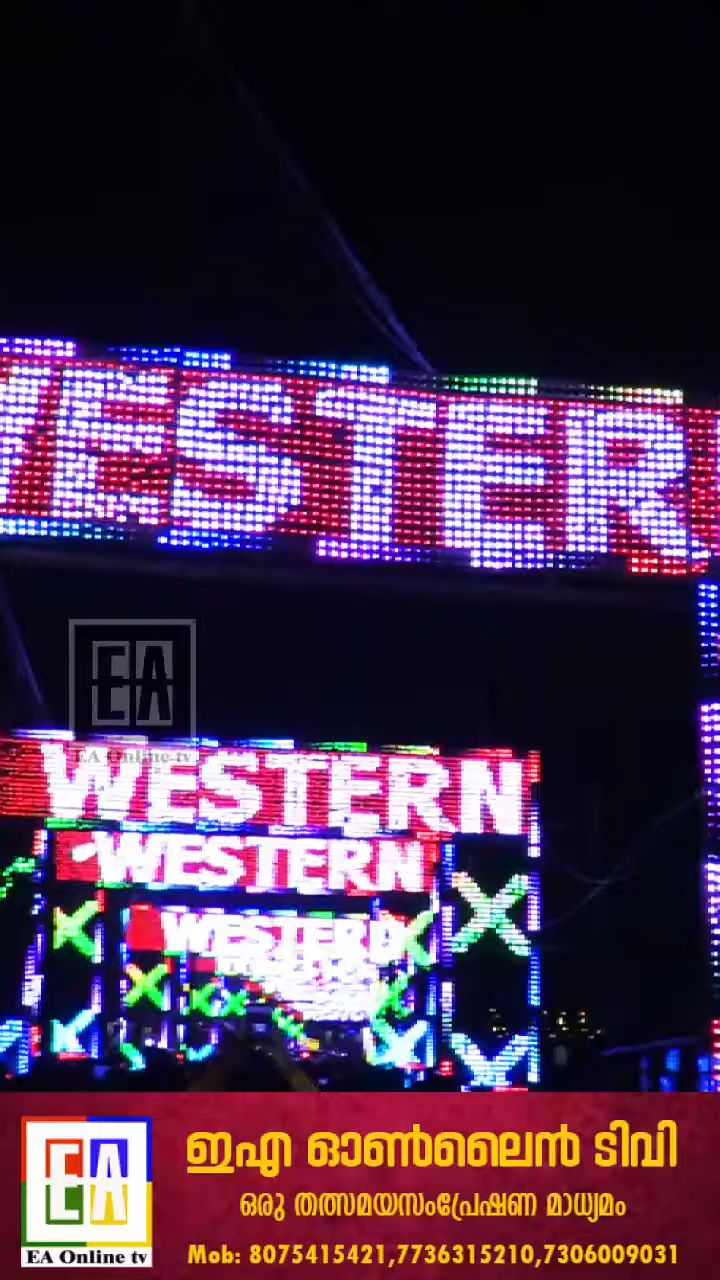 WESTER
EA
EA Online tv
WESTERN
WESTERN
WESTERN
EA
EA Online tv
ഇഎ ഓൺലൈൻ ടിവി
ഒരു തത്സമയസംപ്രേഷണ മാധ്യമം
Mob: 8075415421,7736315210,7306009031